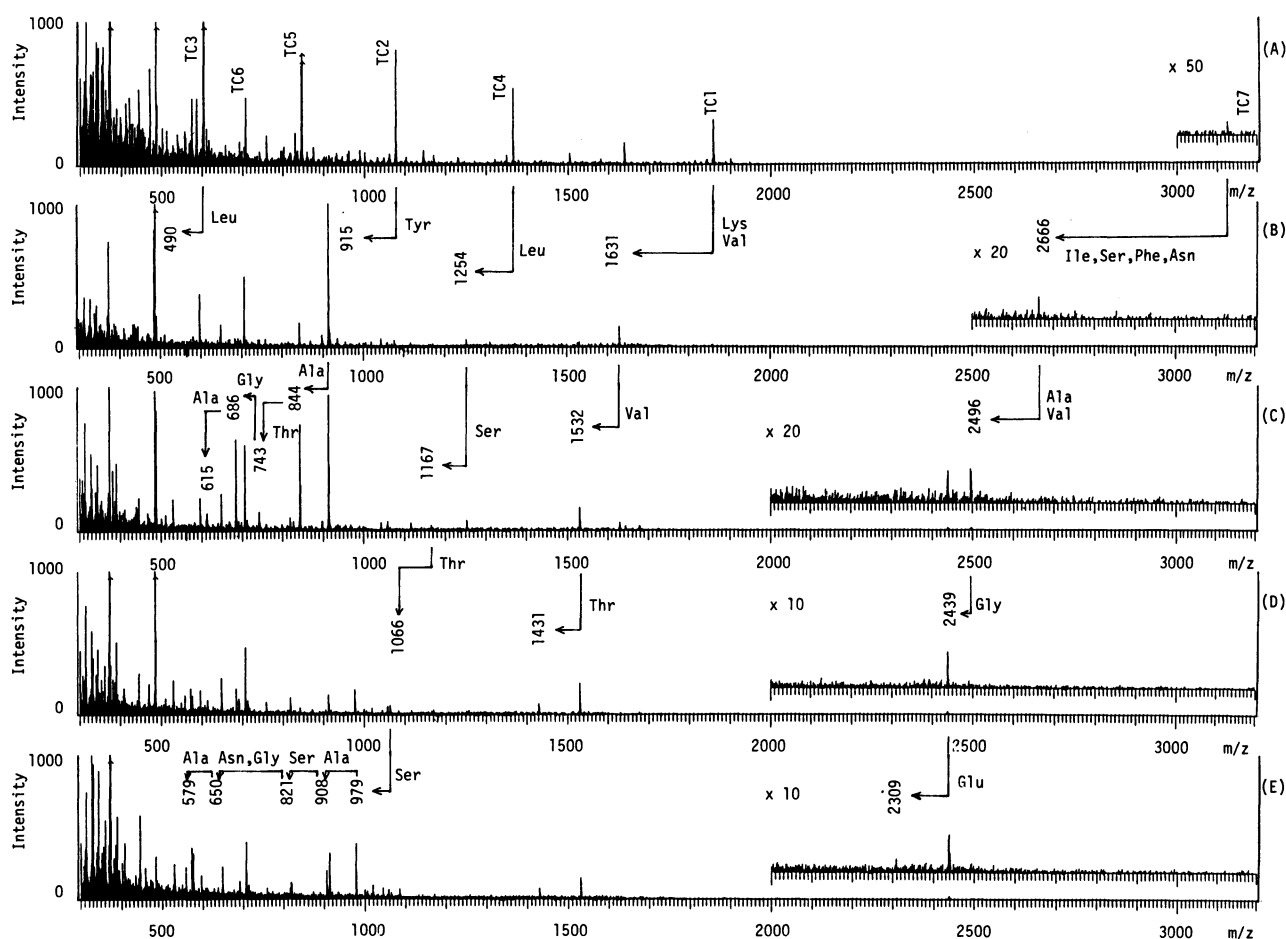 1000
Intensity
0
TC3
TC6
TC5
TC2
TC4
TC1
x 50
TC7
(A)
500 1000 1500 2000 2500 3000 m/z
1000
Intensity
0
490
Leu
915
Tyr
1254
Leu
1631
Lys
Val
x 20
2666
Ile,Ser,Phe,Asn
(B)
500 1000 1500 2000 2500 3000 m/z
1000
Intensity
0
Ala
615
Gly
686
743
Thr
844
Ala
1167
Ser
1532
Val
x 20
2496
Ala
Val
(C)
500 1000 1500 2000 2500 3000 m/z
1000
Intensity
0
1066
Thr
1431
Thr
x 10
2439
Gly
(D)
500 1000 1500 2000 2500 3000 m/z
1000
Intensity
0
Ala Asn,Gly Ser Ala
579
650
821
908
979
Ser
x 10
2309
Glu
(E)
500 1000 1500 2000 2500 3000 m/z